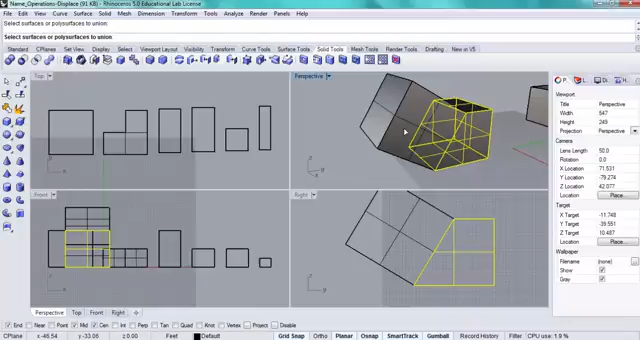 Name_Operations-Displace (91 KB) - Rhinoceros 5.0 Educational Lab License
File Edit View Curve Surface Solid Mesh Dimension Transform Tools Analyze Render Panels Help
Select surfaces or polysurfaces to union:
Select surfaces or polysurfaces to union
Standard CPlanes Set View Display Select Viewport Layout Visibility Transform Curve Tools Surface Tools Solid Tools Mesh Tools Render Tools Drafting New in V5
Top
Perspective
Front
Right
Viewport
Title Perspective
Width 547
Height 249
Projection Perspective
Camera
Lens Length 50.0
Rotation 0.0
X Location 71.531
Y Location -79.274
Z Location 42.077
Location Place...
Target
X Target -11.748
Y Target -39.551
Z Target 10.487
Location Place...
Wallpaper
Filename (none)
Show
Gray
Perspective Top Front Right
End Near Point Mid Cen Int Perp Tan Quad Knot Vertex Project Disable
CPlane x -46.54 y -33.06 z 0.00 Feet Default Grid Snap Ortho Planar Osnap SmartTrack Gumball Record History Filter CPU use: 1.9 %